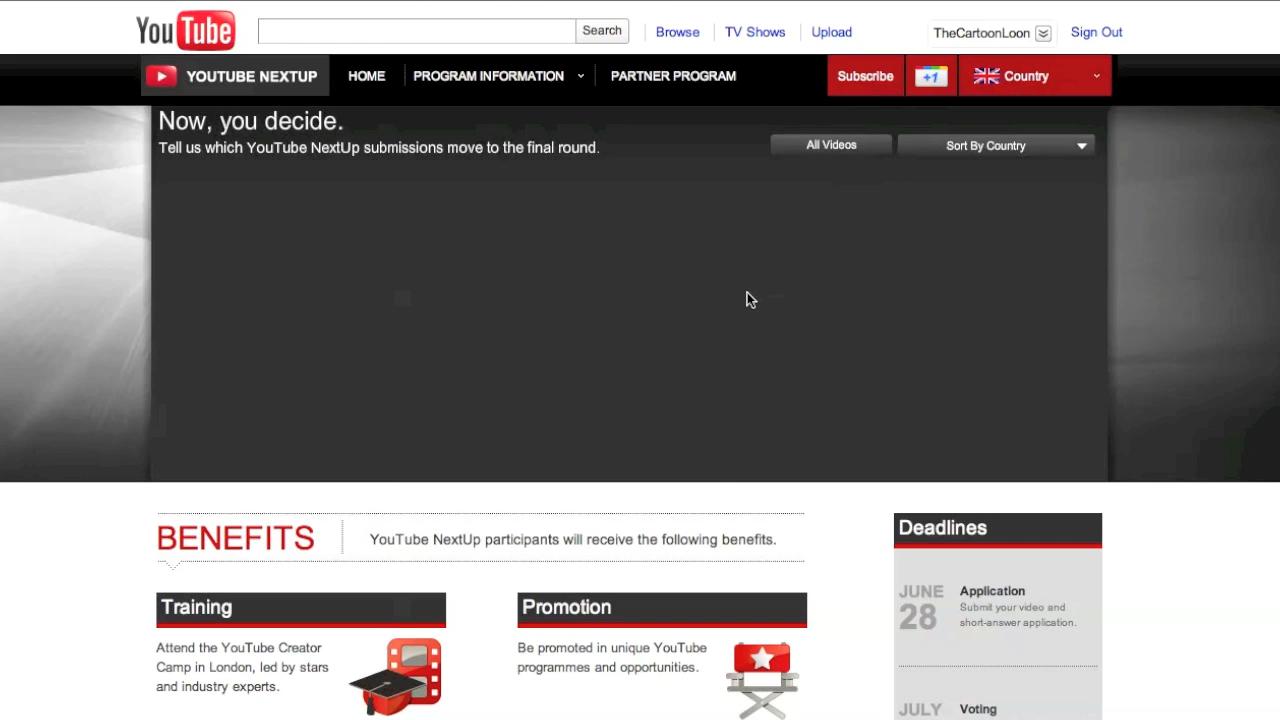 YouTube
Search
Browse
TV Shows
Upload
TheCartoonLoon
Sign Out
YOUTUBE NEXTUP
HOME
PROGRAM INFORMATION
PARTNER PROGRAM
Subscribe
+1
Country
Now, you decide.
Tell us which YouTube NextUp submissions move to the final round.
All Videos
Sort By Country
BENEFITS
YouTube NextUp participants will receive the following benefits.
Training
Attend the YouTube Creator
Camp in London, led by stars
and industry experts.
Promotion
Be promoted in unique YouTube
programmes and opportunities.
Deadlines
JUNE
28
Application
Submit your video and
short-answer application.
JULY
Voting